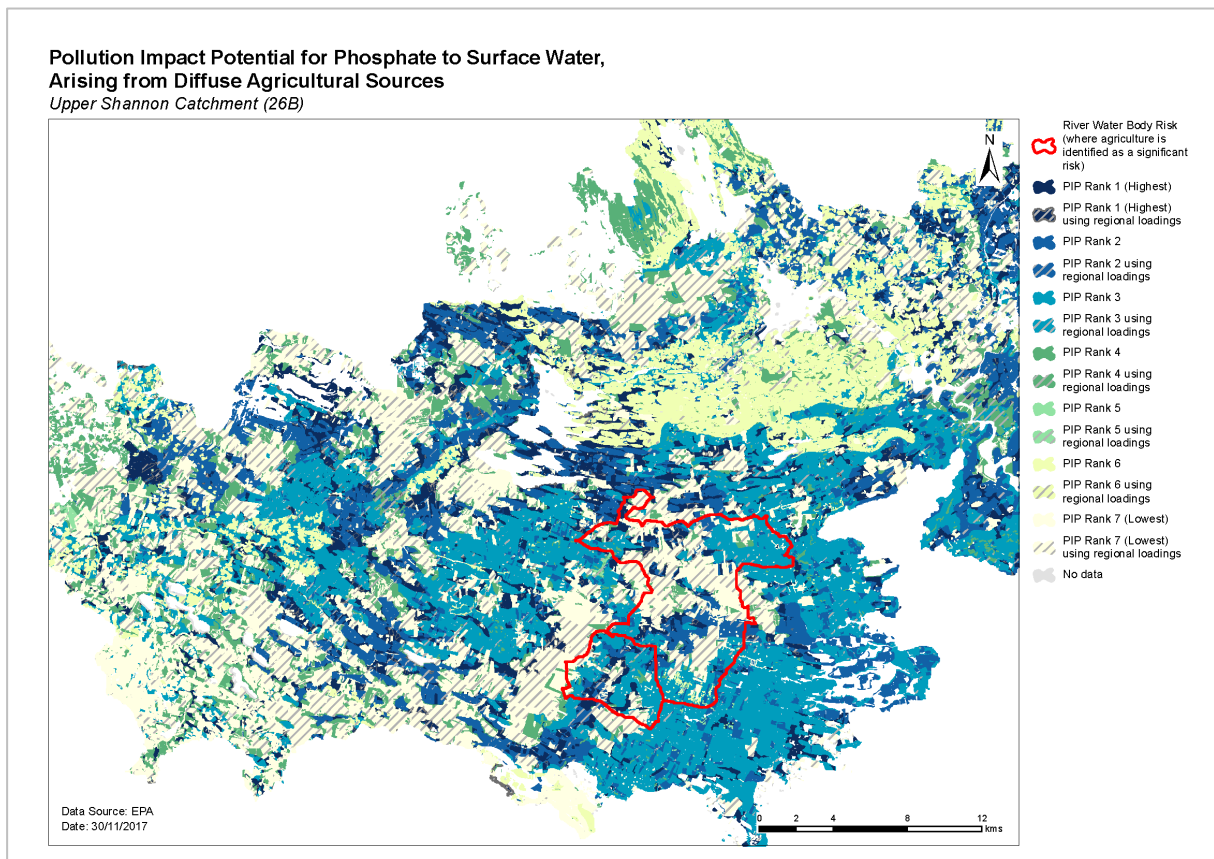 Pollution Impact Potential for Phosphate to Surface Water,
Arising from Diffuse Agricultural Sources
Upper Shannon Catchment (26B)
N
River Water Body Risk
(where agriculture is
identified as a significant
risk)
PIP Rank 1 (Highest)
PIP Rank 1 (Highest)
using regional loadings
PIP Rank 2
PIP Rank 2 using
regional loadings
PIP Rank 3
PIP Rank 3 using
regional loadings
PIP Rank 4
PIP Rank 4 using
regional loadings
PIP Rank 5
PIP Rank 5 using
regional loadings
PIP Rank 6
PIP Rank 6 using
regional loadings
PIP Rank 7 (Lowest)
PIP Rank 7 (Lowest)
using regional loadings
No data
Data Source: EPA
Date: 30/11/2017
0 2 4 8 12
kms